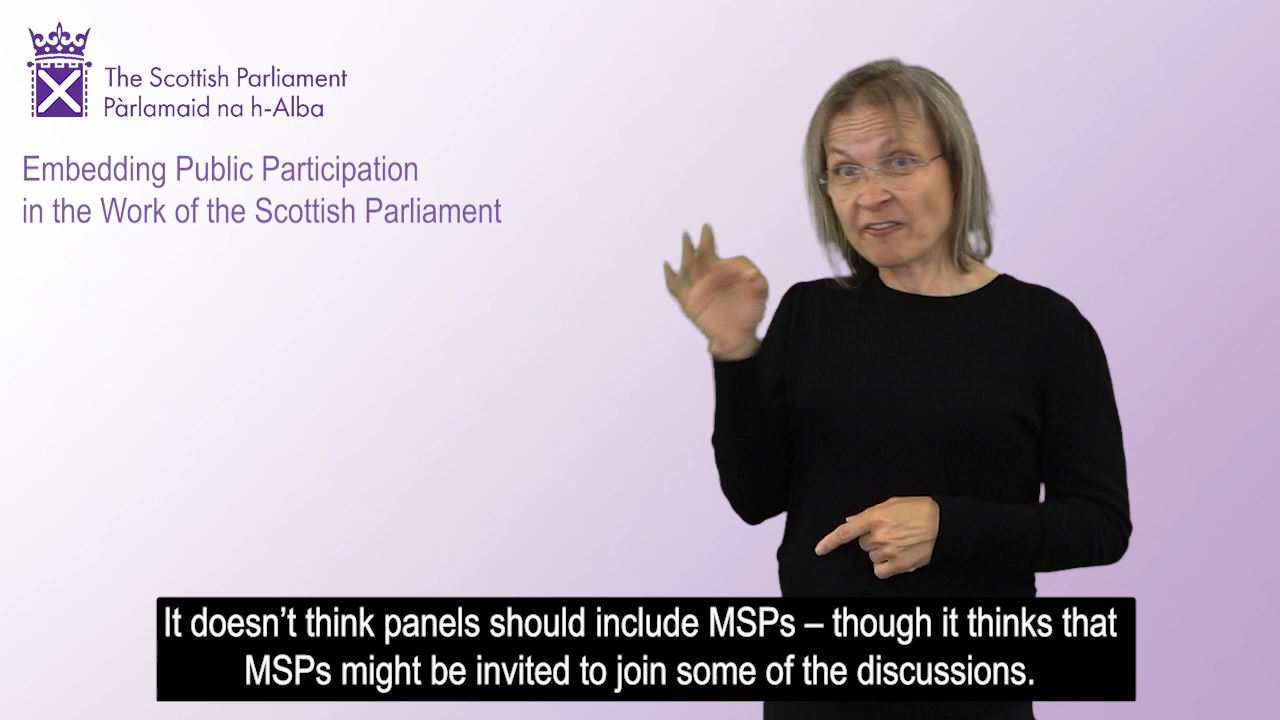 The Scottish Parliament
Pàrlamaid na h-Alba
Embedding Public Participation
in the Work of the Scottish Parliament
It doesn’t think panels should include MSPs – though it thinks that
MSPs might be invited to join some of the discussions.